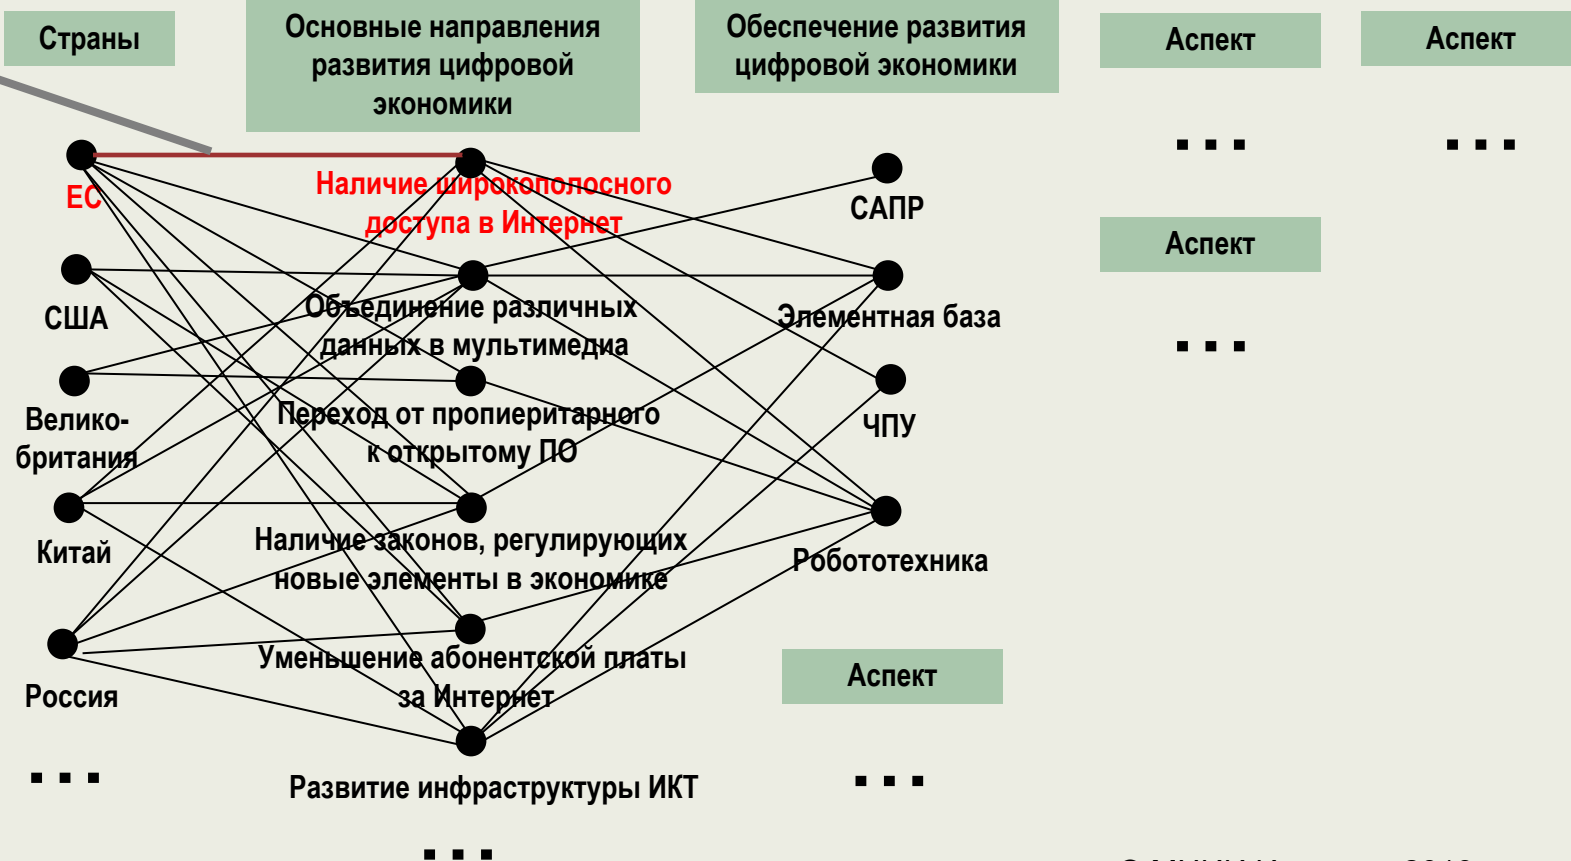 Страны
Основные направления
развития цифровой
экономики
Обеспечение развития
цифровой экономики
Аспект
Аспект
...
...
ЕС
Наличие широкополосного
доступа в Интернет
САПР
Аспект
...
США
Объединение различных
данных в мультимедиа
Элементная база
Велико-
британия
Переход от пропиеритарного
к открытому ПО
ЧПУ
Китай
Наличие законов, регулирующих
новые элементы в экономике
Робототехника
Россия
Уменьшение абонентской платы
за Интернет
Аспект
...
Развитие инфраструктуры ИКТ
...
...